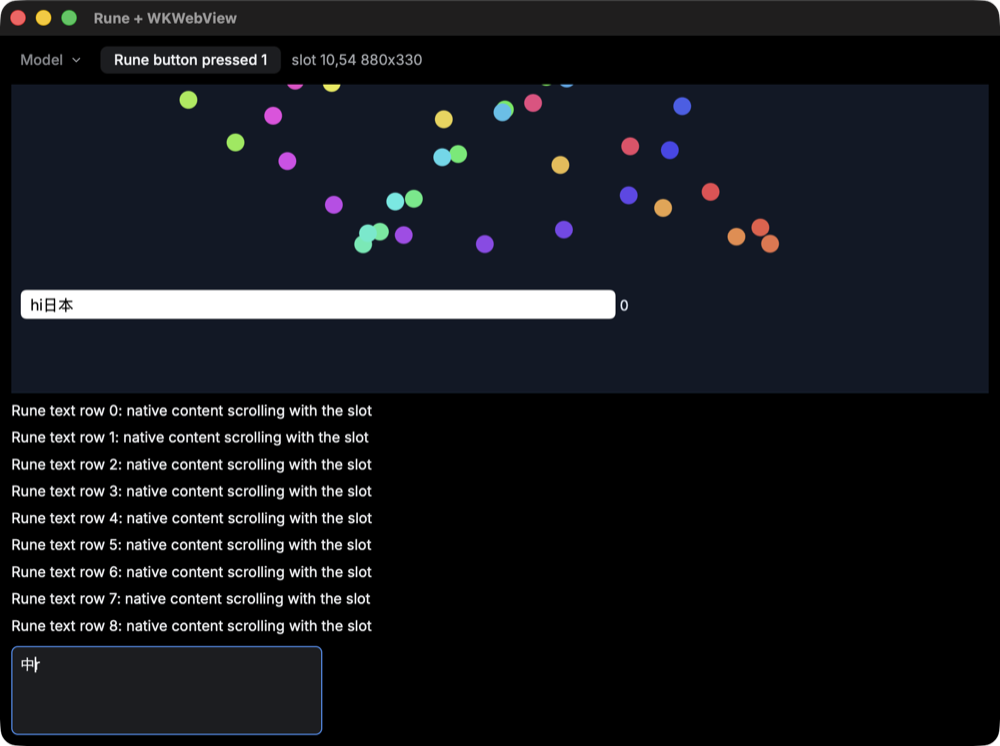 Rune + WKWebView
Model Rune button pressed 1 slot 10,54 880x330
hi日本 0
Rune text row 0: native content scrolling with the slot
Rune text row 1: native content scrolling with the slot
Rune text row 2: native content scrolling with the slot
Rune text row 3: native content scrolling with the slot
Rune text row 4: native content scrolling with the slot
Rune text row 5: native content scrolling with the slot
Rune text row 6: native content scrolling with the slot
Rune text row 7: native content scrolling with the slot
Rune text row 8: native content scrolling with the slot
中